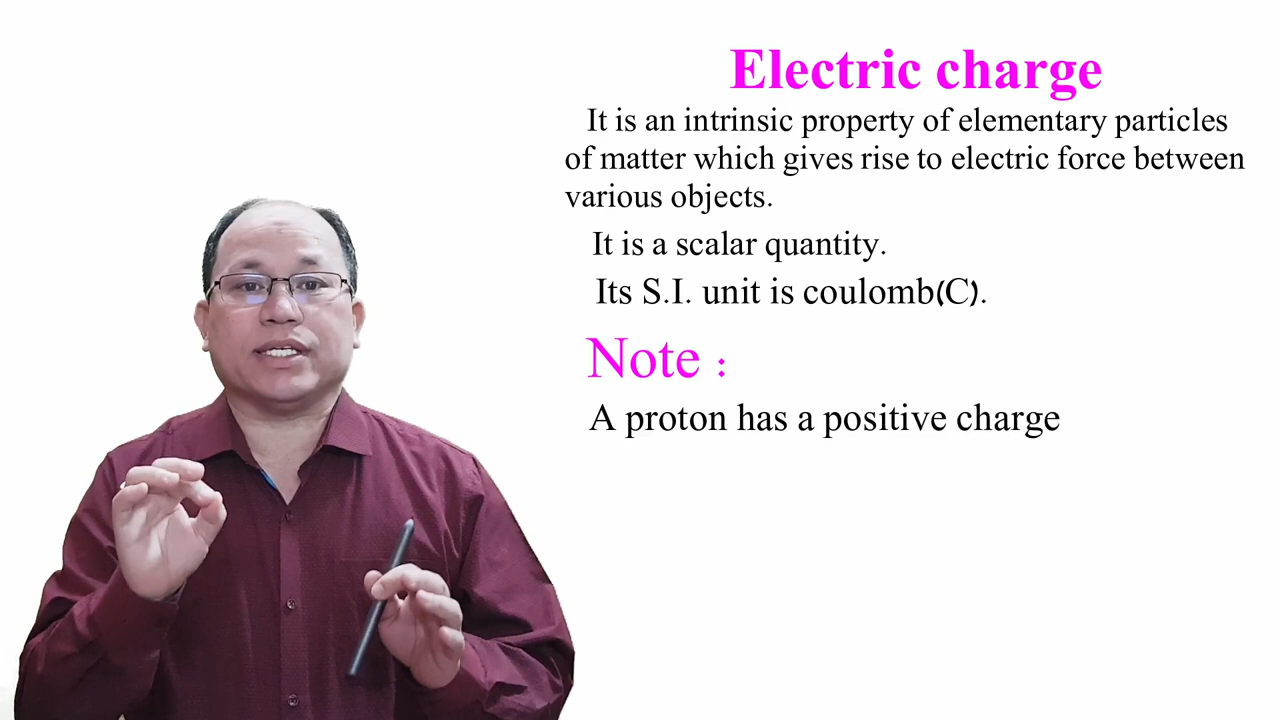 Electric charge
It is an intrinsic property of elementary particles
of matter which gives rise to electric force between
various objects.
It is a scalar quantity.
Its S.I. unit is coulomb(C).
Note :
A proton has a positive charge